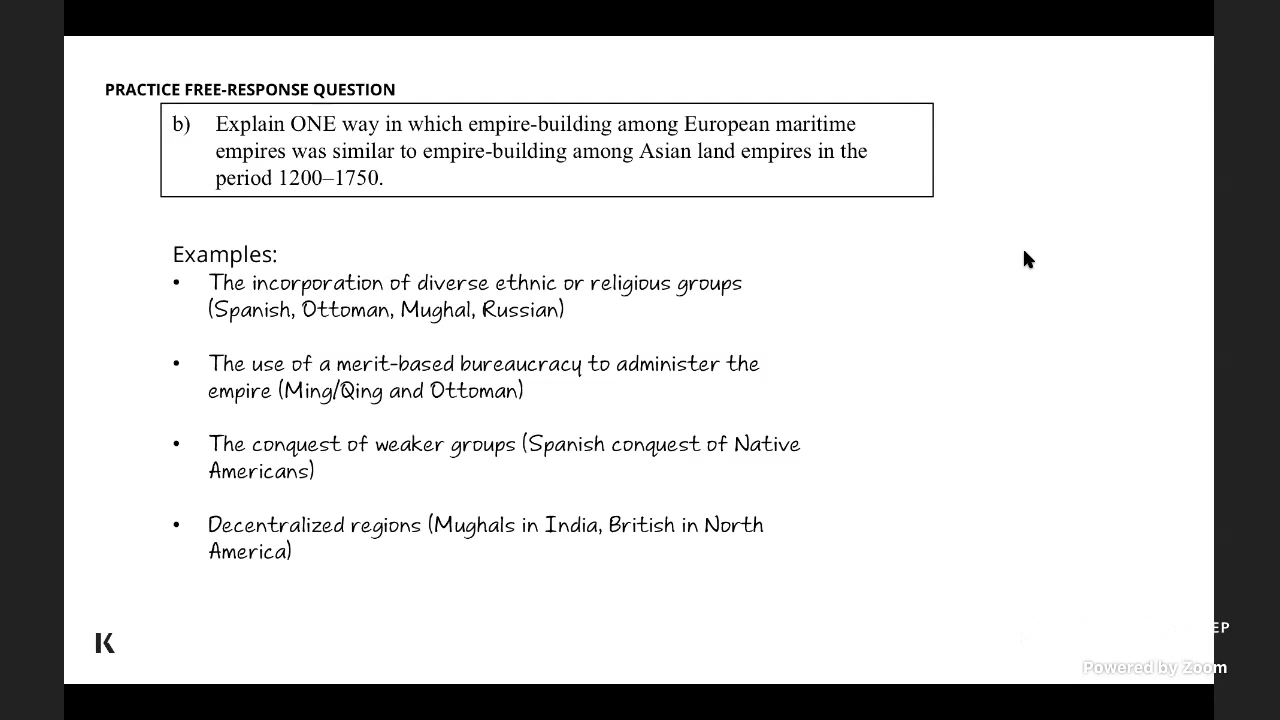 PRACTICE FREE-RESPONSE QUESTION
b) Explain ONE way in which empire-building among European maritime
empires was similar to empire-building among Asian land empires in the
period 1200–1750.
Examples:
• The incorporation of diverse ethnic or religious groups
(Spanish, Ottoman, Mughal, Russian)
• The use of a merit-based bureaucracy to administer the
empire (Ming/Qing and Ottoman)
• The conquest of weaker groups (Spanish conquest of Native
Americans)
• Decentralized regions (Mughals in India, British in North
America)
K
EP
Powered by Zoom